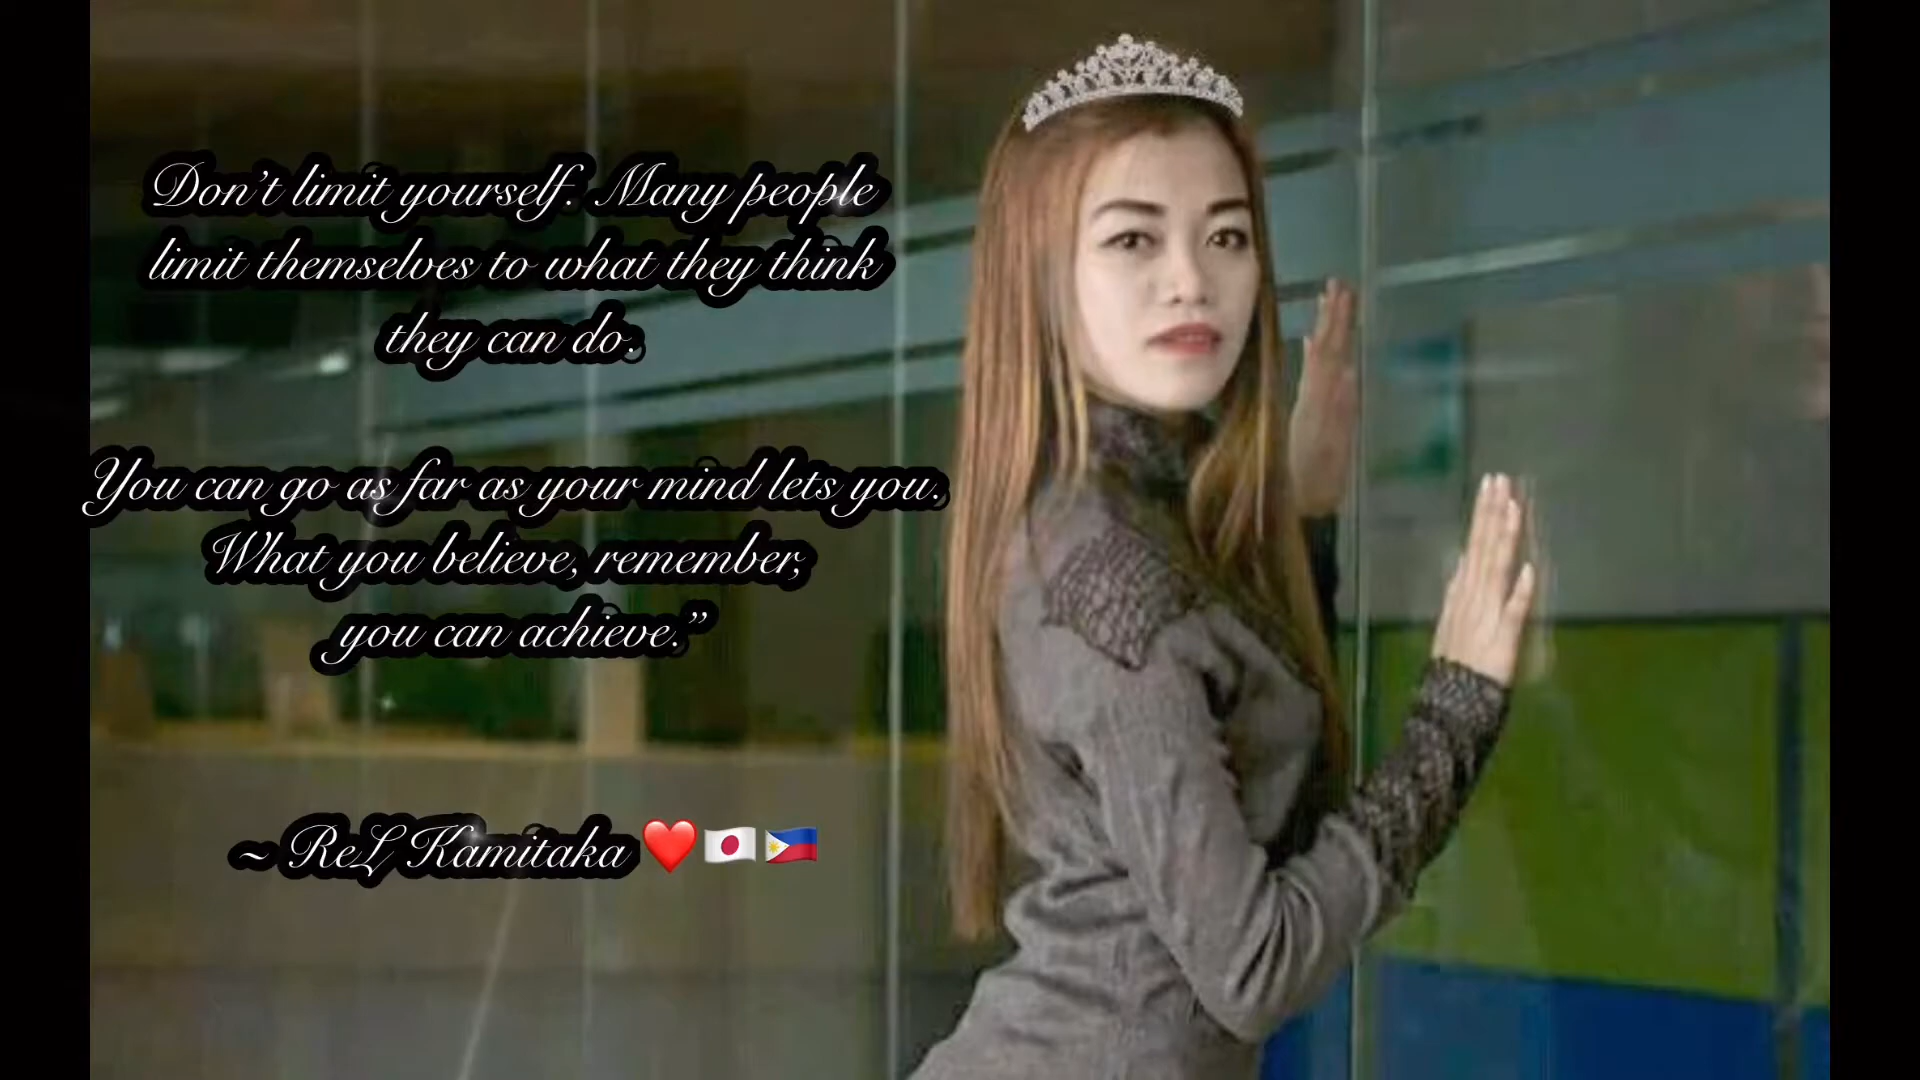 Don't limit yourself. Many people
limit themselves to what they think
they can do.
You can go as far as your mind lets you.
What you believe, remember,
you can achieve.”
~ ReL Kamitaka ❤️🇯🇵🇵🇭